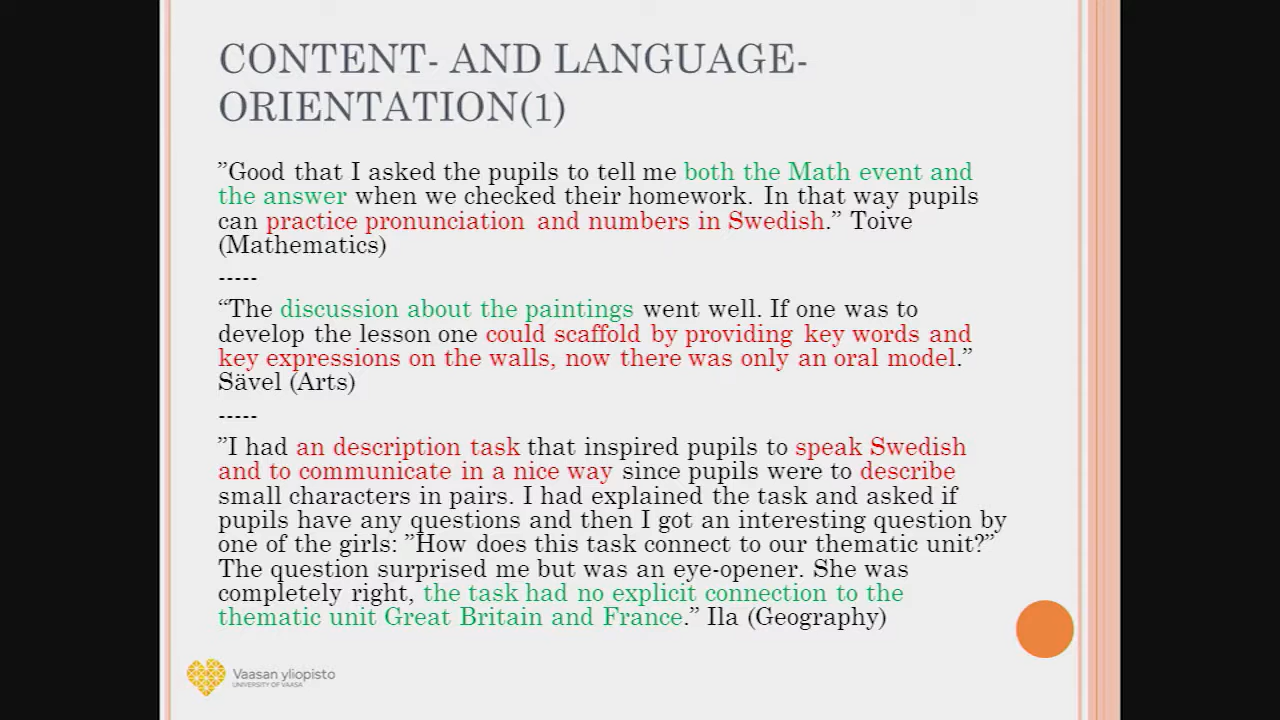 CONTENT- AND LANGUAGE-
ORIENTATION(1)
”Good that I asked the pupils to tell me both the Math event and
the answer when we checked their homework. In that way pupils
can practice pronunciation and numbers in Swedish.” Toive
(Mathematics)
-----
“The discussion about the paintings went well. If one was to
develop the lesson one could scaffold by providing key words and
key expressions on the walls, now there was only an oral model.”
Sävel (Arts)
-----
”I had an description task that inspired pupils to speak Swedish
and to communicate in a nice way since pupils were to describe
small characters in pairs. I had explained the task and asked if
pupils have any questions and then I got an interesting question by
one of the girls: ”How does this task connect to our thematic unit?”
The question surprised me but was an eye-opener. She was
completely right, the task had no explicit connection to the
thematic unit Great Britain and France.” Ila (Geography)
Vaasan yliopisto
UNIVERSITY OF VAASA